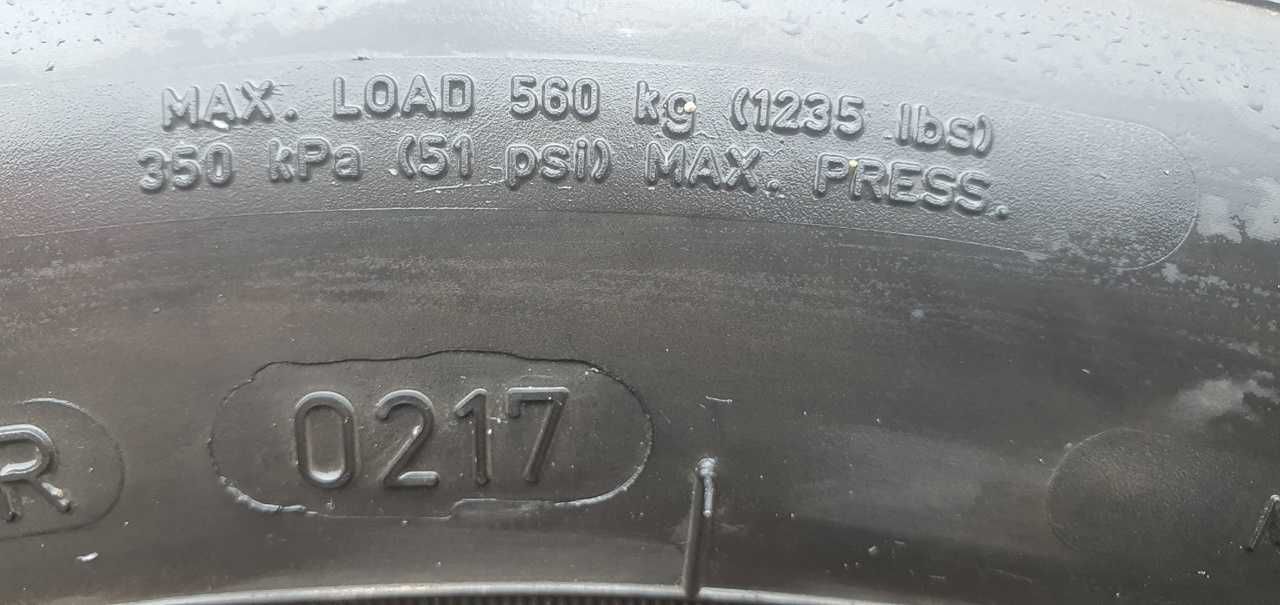 MAX. LOAD 560 kg (1235 lbs)
350 kPa (51 psi) MAX. PRESS.
R
0217